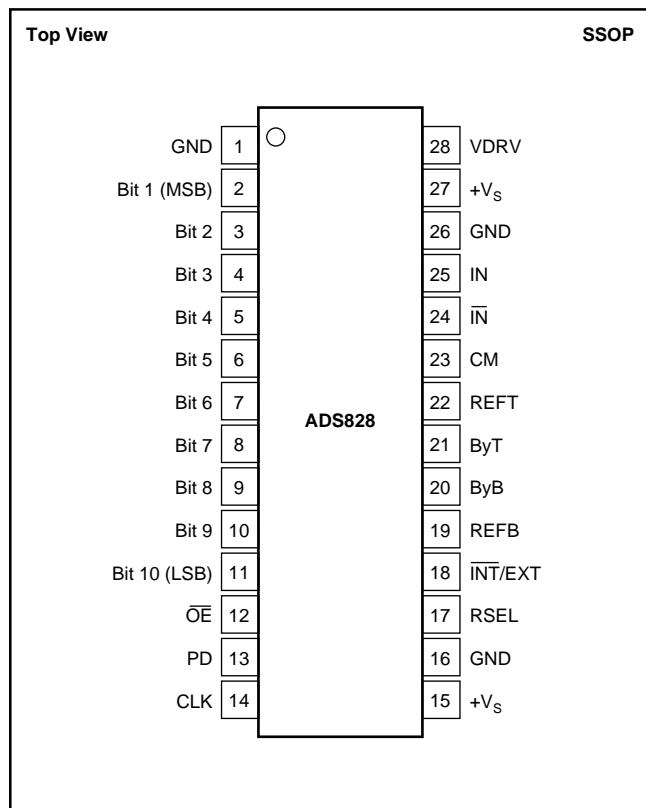 Top View SSOP
GND 1 28 VDRV
Bit 1 (MSB) 2 27 +VS
Bit 2 3 26 GND
Bit 3 4 25 IN
Bit 4 5 24 I̅N̅
Bit 5 6 23 CM
Bit 6 7 22 REFT
ADS828
Bit 7 8 21 ByT
Bit 8 9 20 ByB
Bit 9 10 19 REFB
Bit 10 (LSB) 11 18 I̅N̅T̅/EXT
O̅E̅ 12 17 RSEL
PD 13 16 GND
CLK 14 15 +VS